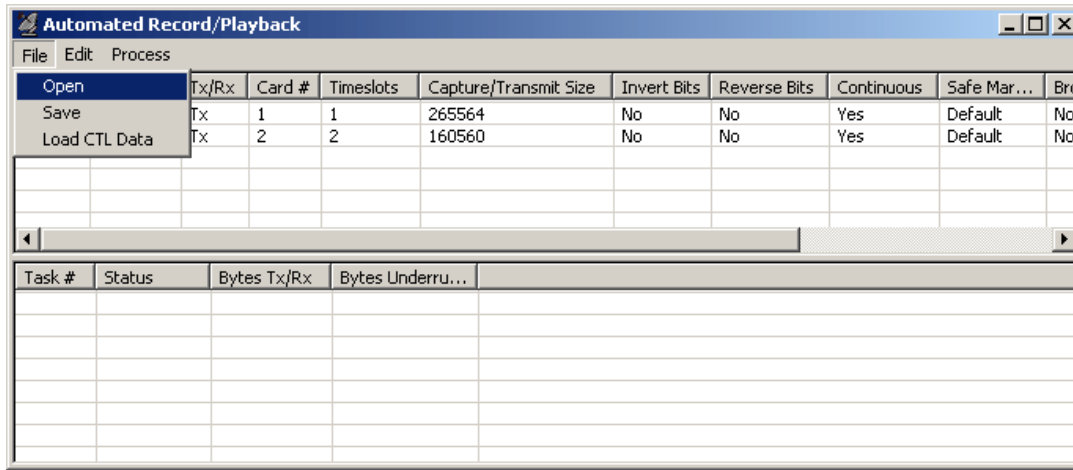 Automated Record/Playback
File Edit Process
Open
Save
Load CTL Data
Tx/Rx Card # Timeslots Capture/Transmit Size Invert Bits Reverse Bits Continuous Safe Mar... Bro
Tx 1 1 265564 No No Yes Default No
Tx 2 2 160560 No No Yes Default No
Task # Status Bytes Tx/Rx Bytes Underru...